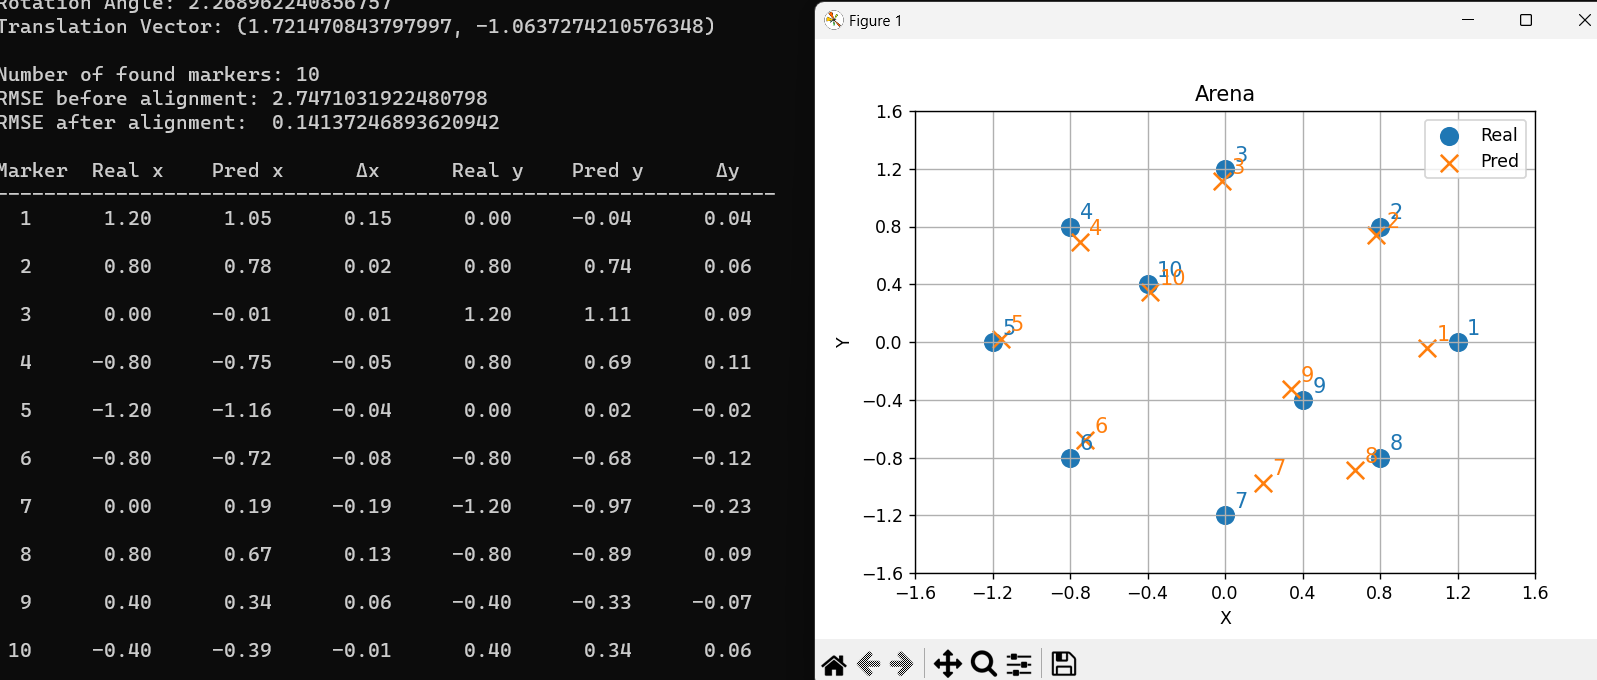 Rotation Angle: 2.268962240856757
Translation Vector: (1.721470843797997, -1.0637274210576348)
Number of found markers: 10
RMSE before alignment: 2.7471031922480798
RMSE after alignment:  0.14137246893620942
Marker  Real x    Pred x      Δx      Real y    Pred y      Δy
-----------------------------------------------------------------
1      1.20      1.05      0.15      0.00     -0.04      0.04
2      0.80      0.78      0.02      0.80      0.74      0.06
3      0.00     -0.01      0.01      1.20      1.11      0.09
4     -0.80     -0.75     -0.05      0.80      0.69      0.11
5     -1.20     -1.16     -0.04      0.00      0.02     -0.02
6     -0.80     -0.72     -0.08     -0.80     -0.68     -0.12
7      0.00      0.19     -0.19     -1.20     -0.97     -0.23
8      0.80      0.67      0.13     -0.80     -0.89      0.09
9      0.40      0.34      0.06     -0.40     -0.33     -0.07
10     -0.40     -0.39     -0.01      0.40      0.34      0.06
Figure 1
Arena
Real
Pred
1.6
1.2
0.8
0.4
0.0
−0.4
−0.8
−1.2
−1.6
Y
3
3
4
4
2
2
10
10
5
5
1
1
9
9
6
6
8
8
7
7
−1.6 −1.2 −0.8 −0.4 0.0 0.4 0.8 1.2 1.6
X